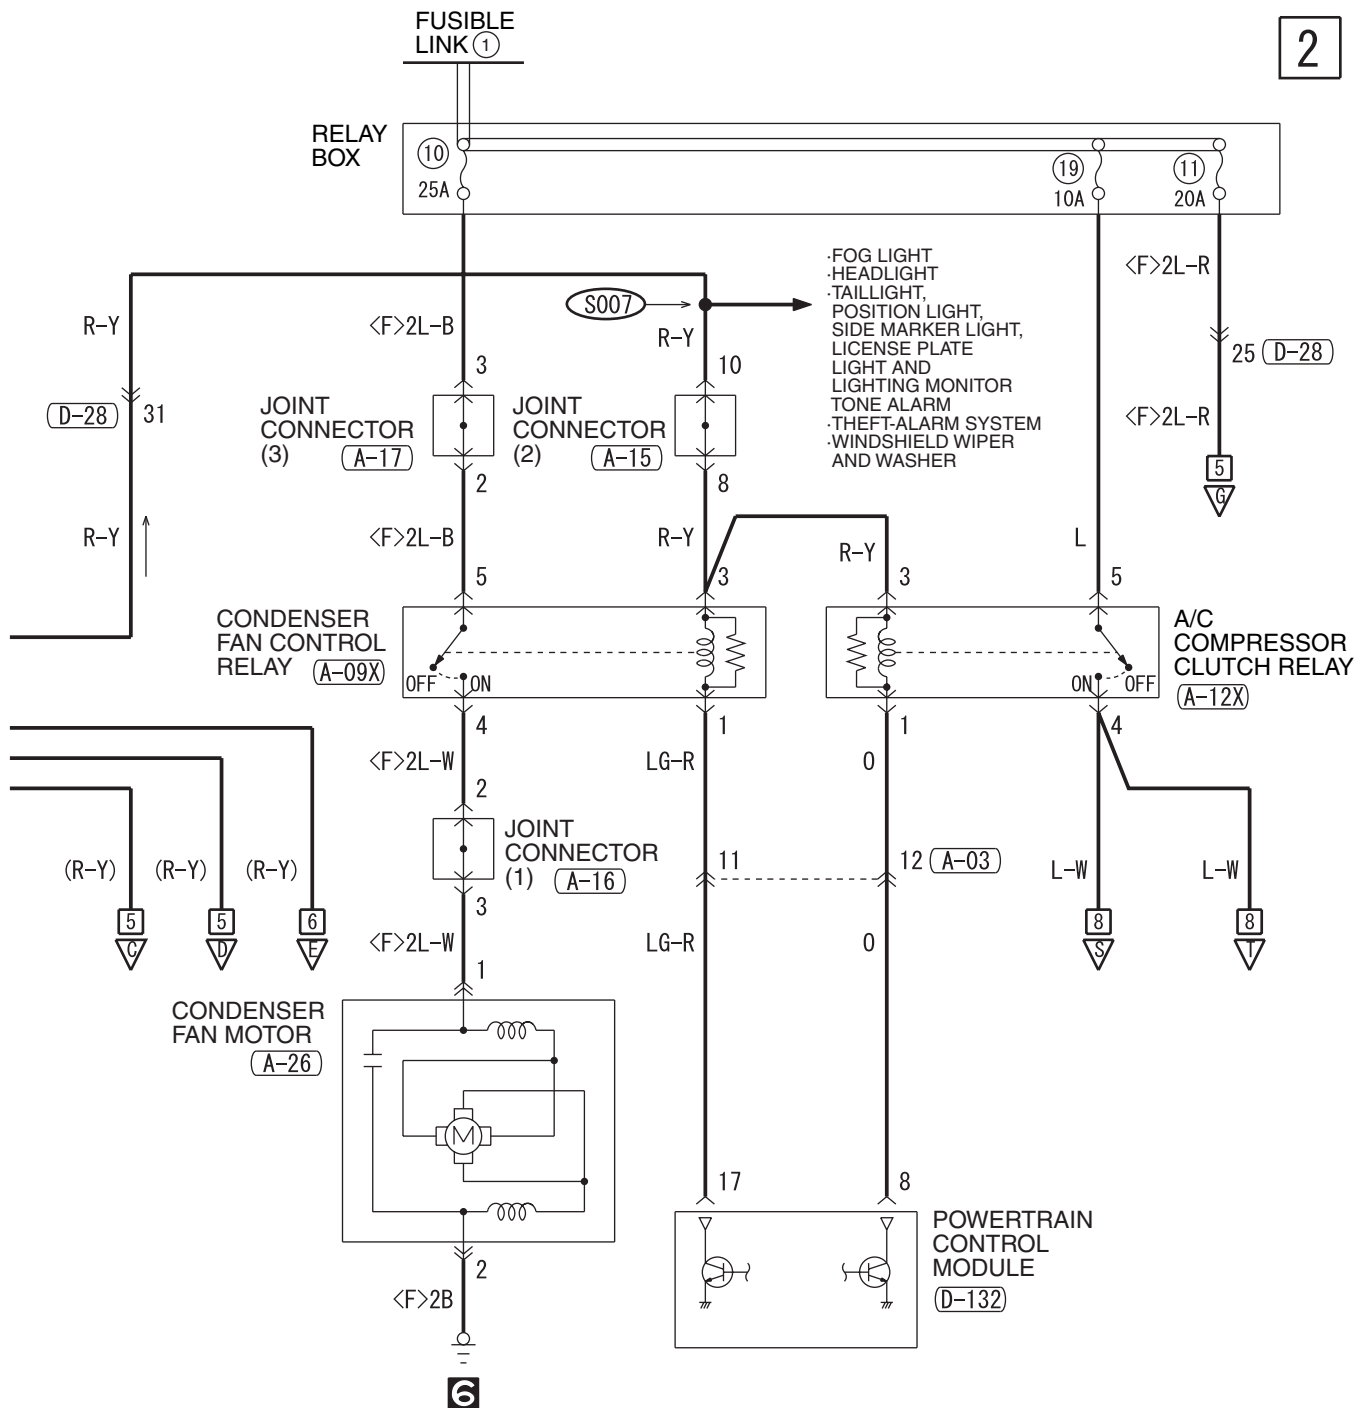 FUSIBLE
LINK ①
2
RELAY
BOX
⑩
25A
⑲
10A
⑪
20A
·FOG LIGHT
·HEADLIGHT
·TAILLIGHT,
POSITION LIGHT,
SIDE MARKER LIGHT,
LICENSE PLATE
LIGHT AND
LIGHTING MONITOR
TONE ALARM
·THEFT-ALARM SYSTEM
·WINDSHIELD WIPER
AND WASHER
<F>2L-R
S007
R-Y
<F>2L-B
R-Y
25 D-28
3
10
D-28 31
JOINT
CONNECTOR
(3) A-17
JOINT
CONNECTOR
(2) A-15
<F>2L-R
5
G
2
8
R-Y
<F>2L-B
R-Y
R-Y
L
5
3
3
5
CONDENSER
FAN CONTROL
RELAY A-09X
OFF ON
ON OFF
A/C
COMPRESSOR
CLUTCH RELAY
A-12X
4
1
1
4
<F>2L-W
LG-R
O
2
JOINT
CONNECTOR
(1) A-16
11
12 A-03
(R-Y)
(R-Y)
(R-Y)
L-W
L-W
3
5
C
5
D
6
E
8
S
8
T
<F>2L-W
LG-R
O
1
CONDENSER
FAN MOTOR
A-26
M
17
8
POWERTRAIN
CONTROL
MODULE
D-132
2
<F>2B
6